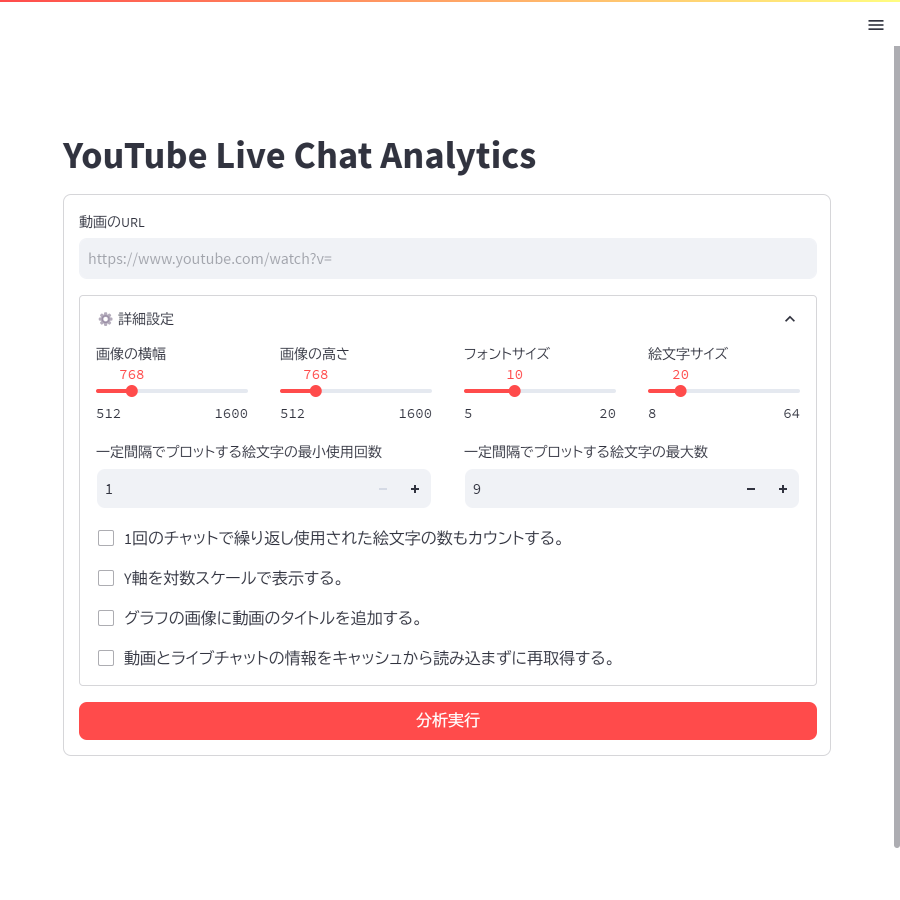 YouTube Live Chat Analytics
動画のURL
https://www.youtube.com/watch?v=
詳細設定
画像の横幅 画像の高さ フォントサイズ 絵文字サイズ
768 768 10 20
512 1600 512 1600 5 20 8 64
一定間隔でプロットする絵文字の最小使用回数 一定間隔でプロットする絵文字の最大数
1 9
1回のチャットで繰り返し使用された絵文字の数もカウントする。
Y軸を対数スケールで表示する。
グラフの画像に動画のタイトルを追加する。
動画とライブチャットの情報をキャッシュから読み込まずに再取得する。
分析実行